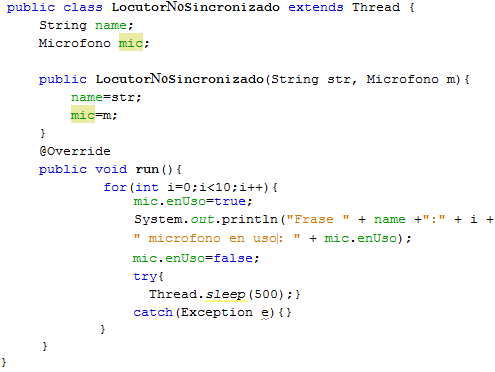 public class LocutorNoSincronizado extends Thread {
String name;
Microfono mic;
public LocutorNoSincronizado(String str, Microfono m){
name=str;
mic=m;
}
@Override
public void run(){
for(int i=0;i<10;i++){
mic.enUso=true;
System.out.println("Frase " + name +":" + i +
" microfono en uso: " + mic.enUso);
mic.enUso=false;
try{
Thread.sleep(500);}
catch(Exception e){}
}
}
}